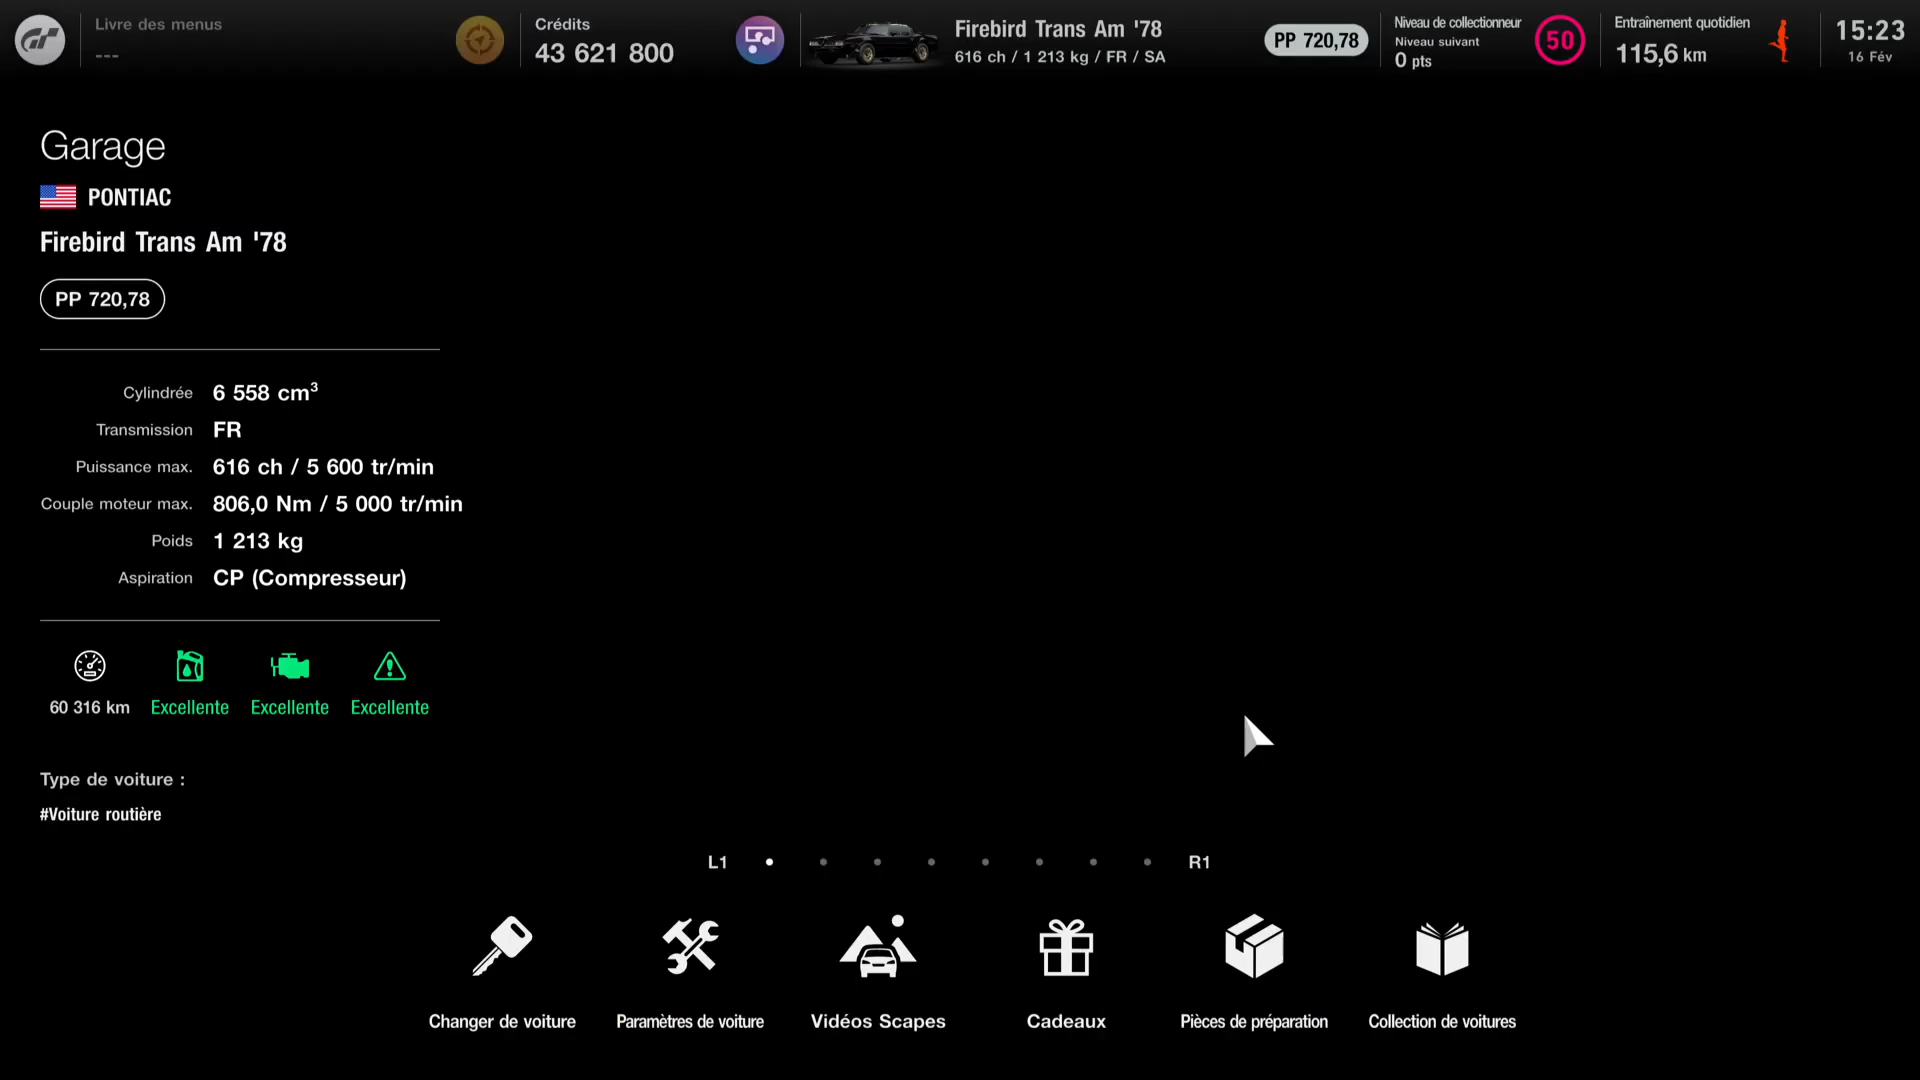 Livre des menus
---
Crédits
43 621 800
Firebird Trans Am '78
616 ch / 1 213 kg / FR / SA
PP 720,78
Niveau de collectionneur
Niveau suivant
0 pts
50
Entraînement quotidien
115,6 km
15:23
16 Fév
Garage
PONTIAC
Firebird Trans Am '78
PP 720,78
Cylindrée 6 558 cm³
Transmission FR
Puissance max. 616 ch / 5 600 tr/min
Couple moteur max. 806,0 Nm / 5 000 tr/min
Poids 1 213 kg
Aspiration CP (Compresseur)
60 316 km Excellente Excellente Excellente
Type de voiture :
#Voiture routière
L1 R1
Changer de voiture Paramètres de voiture Vidéos Scapes Cadeaux Pièces de préparation Collection de voitures